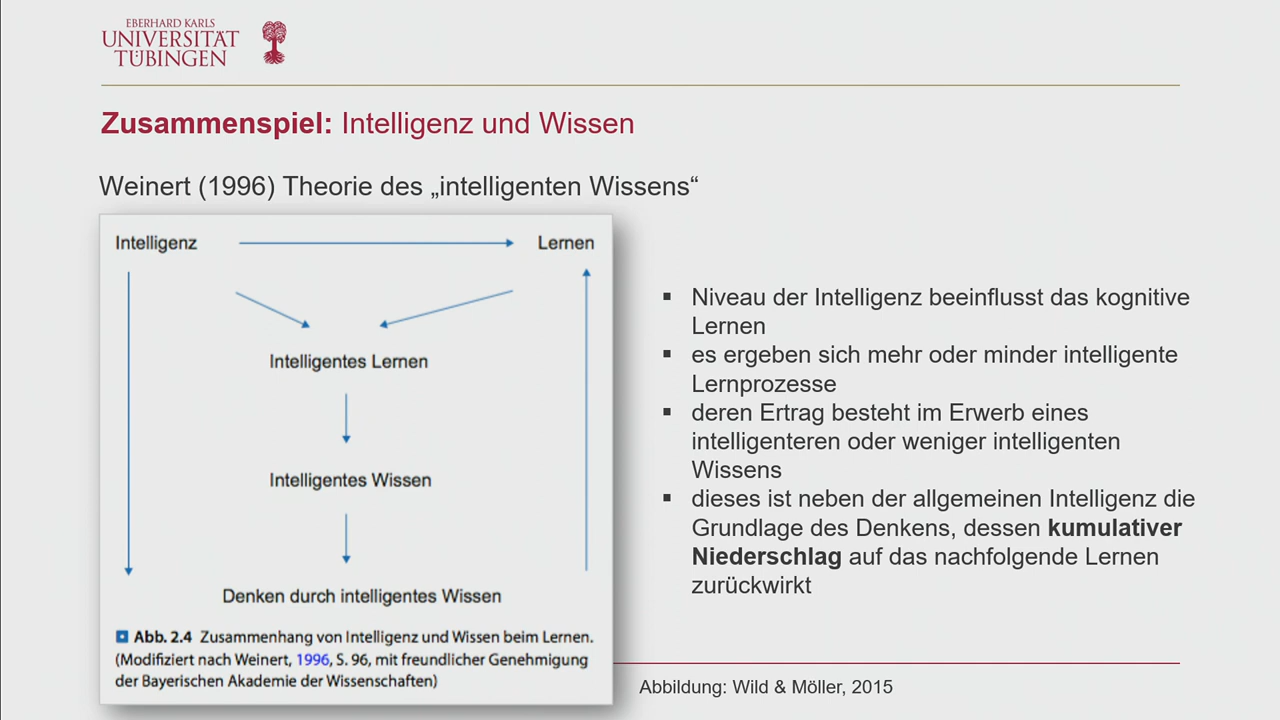 EBERHARD KARLS
UNIVERSITÄT
TÜBINGEN
Zusammenspiel: Intelligenz und Wissen
Weinert (1996) Theorie des „intelligenten Wissens“
Intelligenz
Lernen
Intelligentes Lernen
Intelligentes Wissen
Denken durch intelligentes Wissen
Abb. 2.4 Zusammenhang von Intelligenz und Wissen beim Lernen.
(Modifiziert nach Weinert, 1996, S. 96, mit freundlicher Genehmigung
der Bayerischen Akademie der Wissenschaften)
▪ Niveau der Intelligenz beeinflusst das kognitive
Lernen
▪ es ergeben sich mehr oder minder intelligente
Lernprozesse
▪ deren Ertrag besteht im Erwerb eines
intelligenteren oder weniger intelligenten
Wissens
▪ dieses ist neben der allgemeinen Intelligenz die
Grundlage des Denkens, dessen kumulativer
Niederschlag auf das nachfolgende Lernen
zurückwirkt
Abbildung: Wild & Möller, 2015